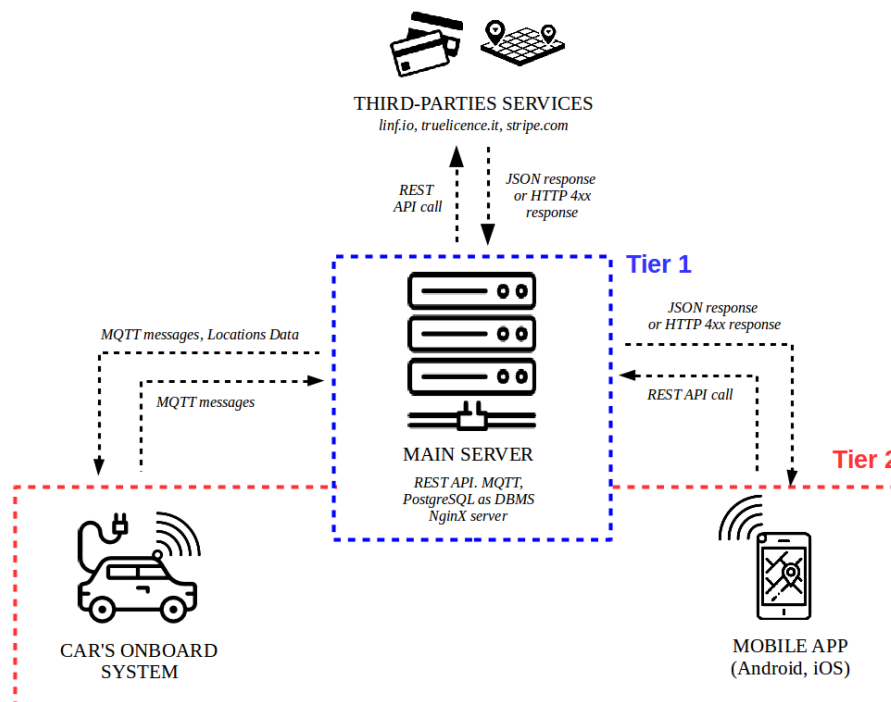 THIRD-PARTIES SERVICES
linf.io, truelicence.it, stripe.com
REST
API call
JSON response
or HTTP 4xx
response
Tier 1
MQTT messages, Locations Data
MQTT messages
JSON response
or HTTP 4xx response
REST API call
MAIN SERVER
REST API. MQTT,
PostgreSQL as DBMS
NginX server
Tier 2
CAR'S ONBOARD
SYSTEM
MOBILE APP
(Android, iOS)